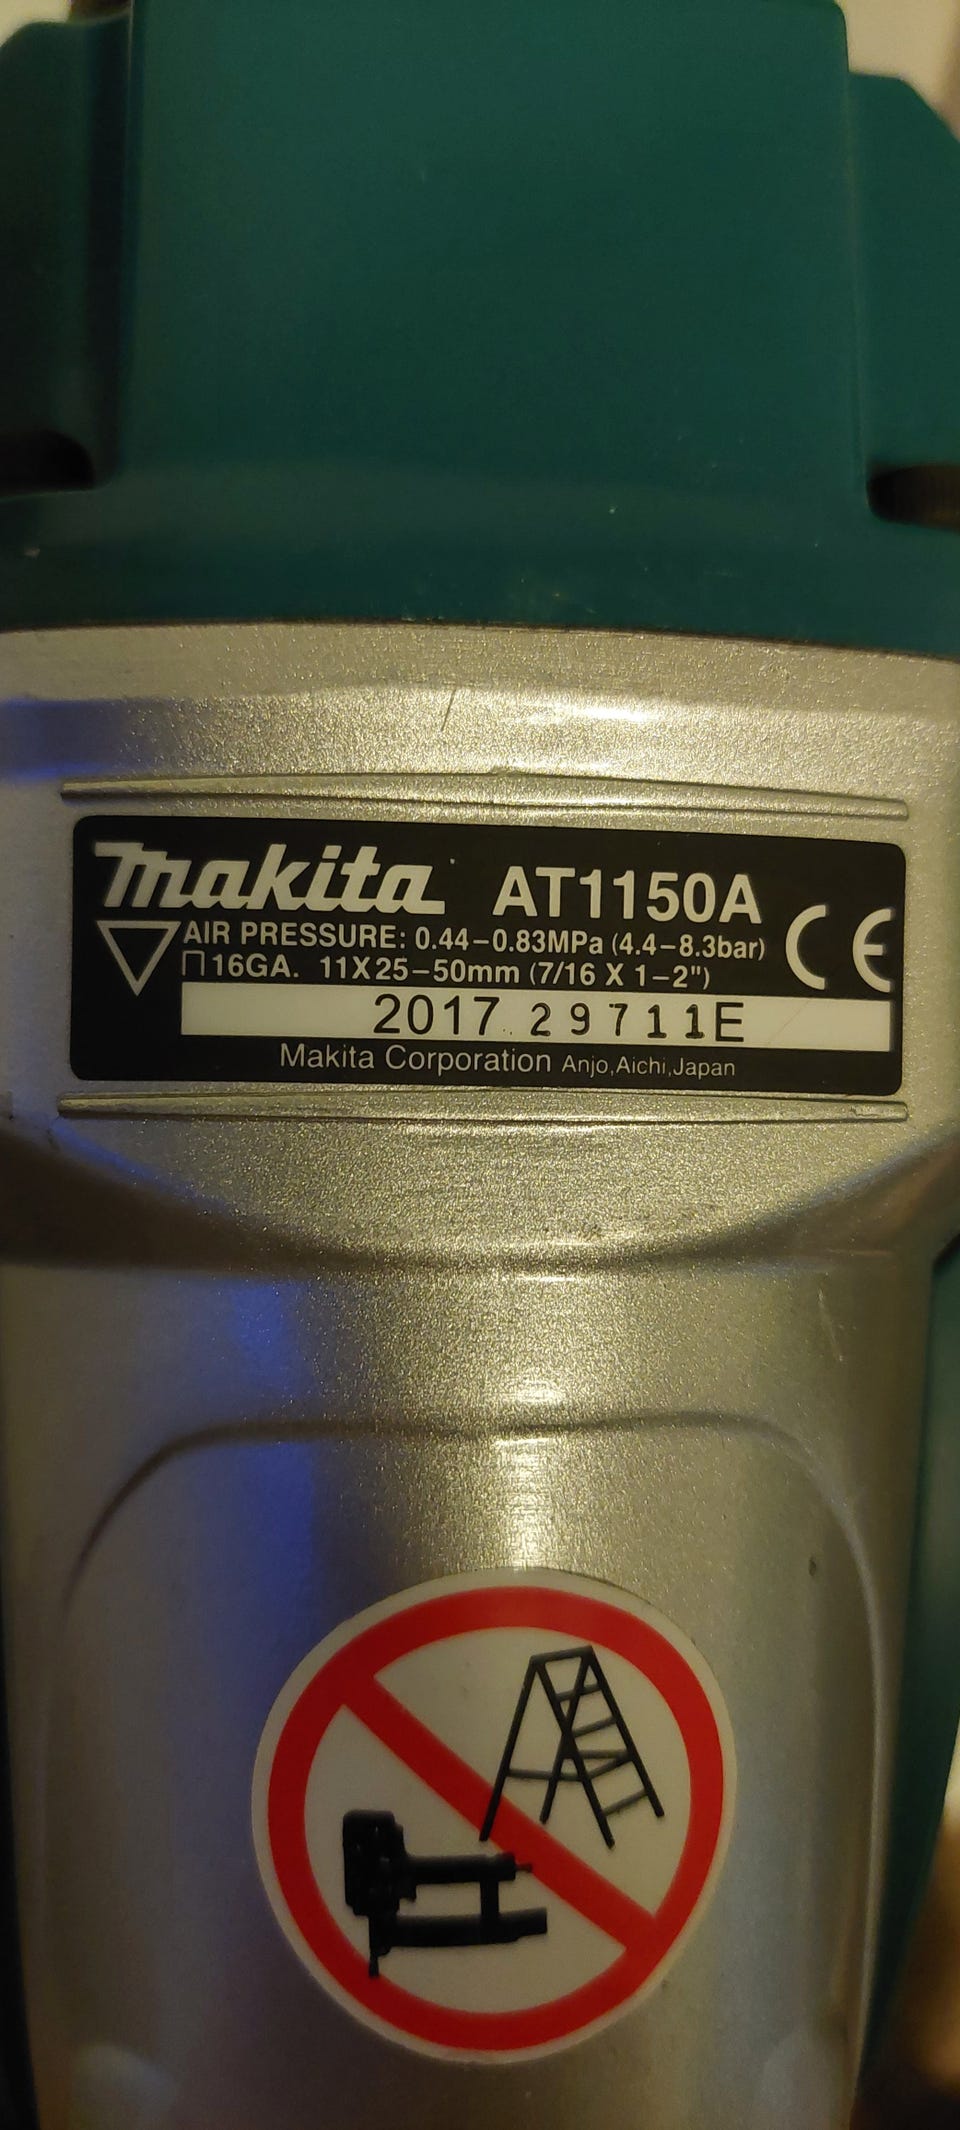 makita AT1150A
AIR PRESSURE: 0.44-0.83MPa (4.4-8.3bar)
16GA. 11X25-50mm (7/16 X 1-2")
CE
2017 29711E
Makita Corporation Anjo,Aichi,Japan